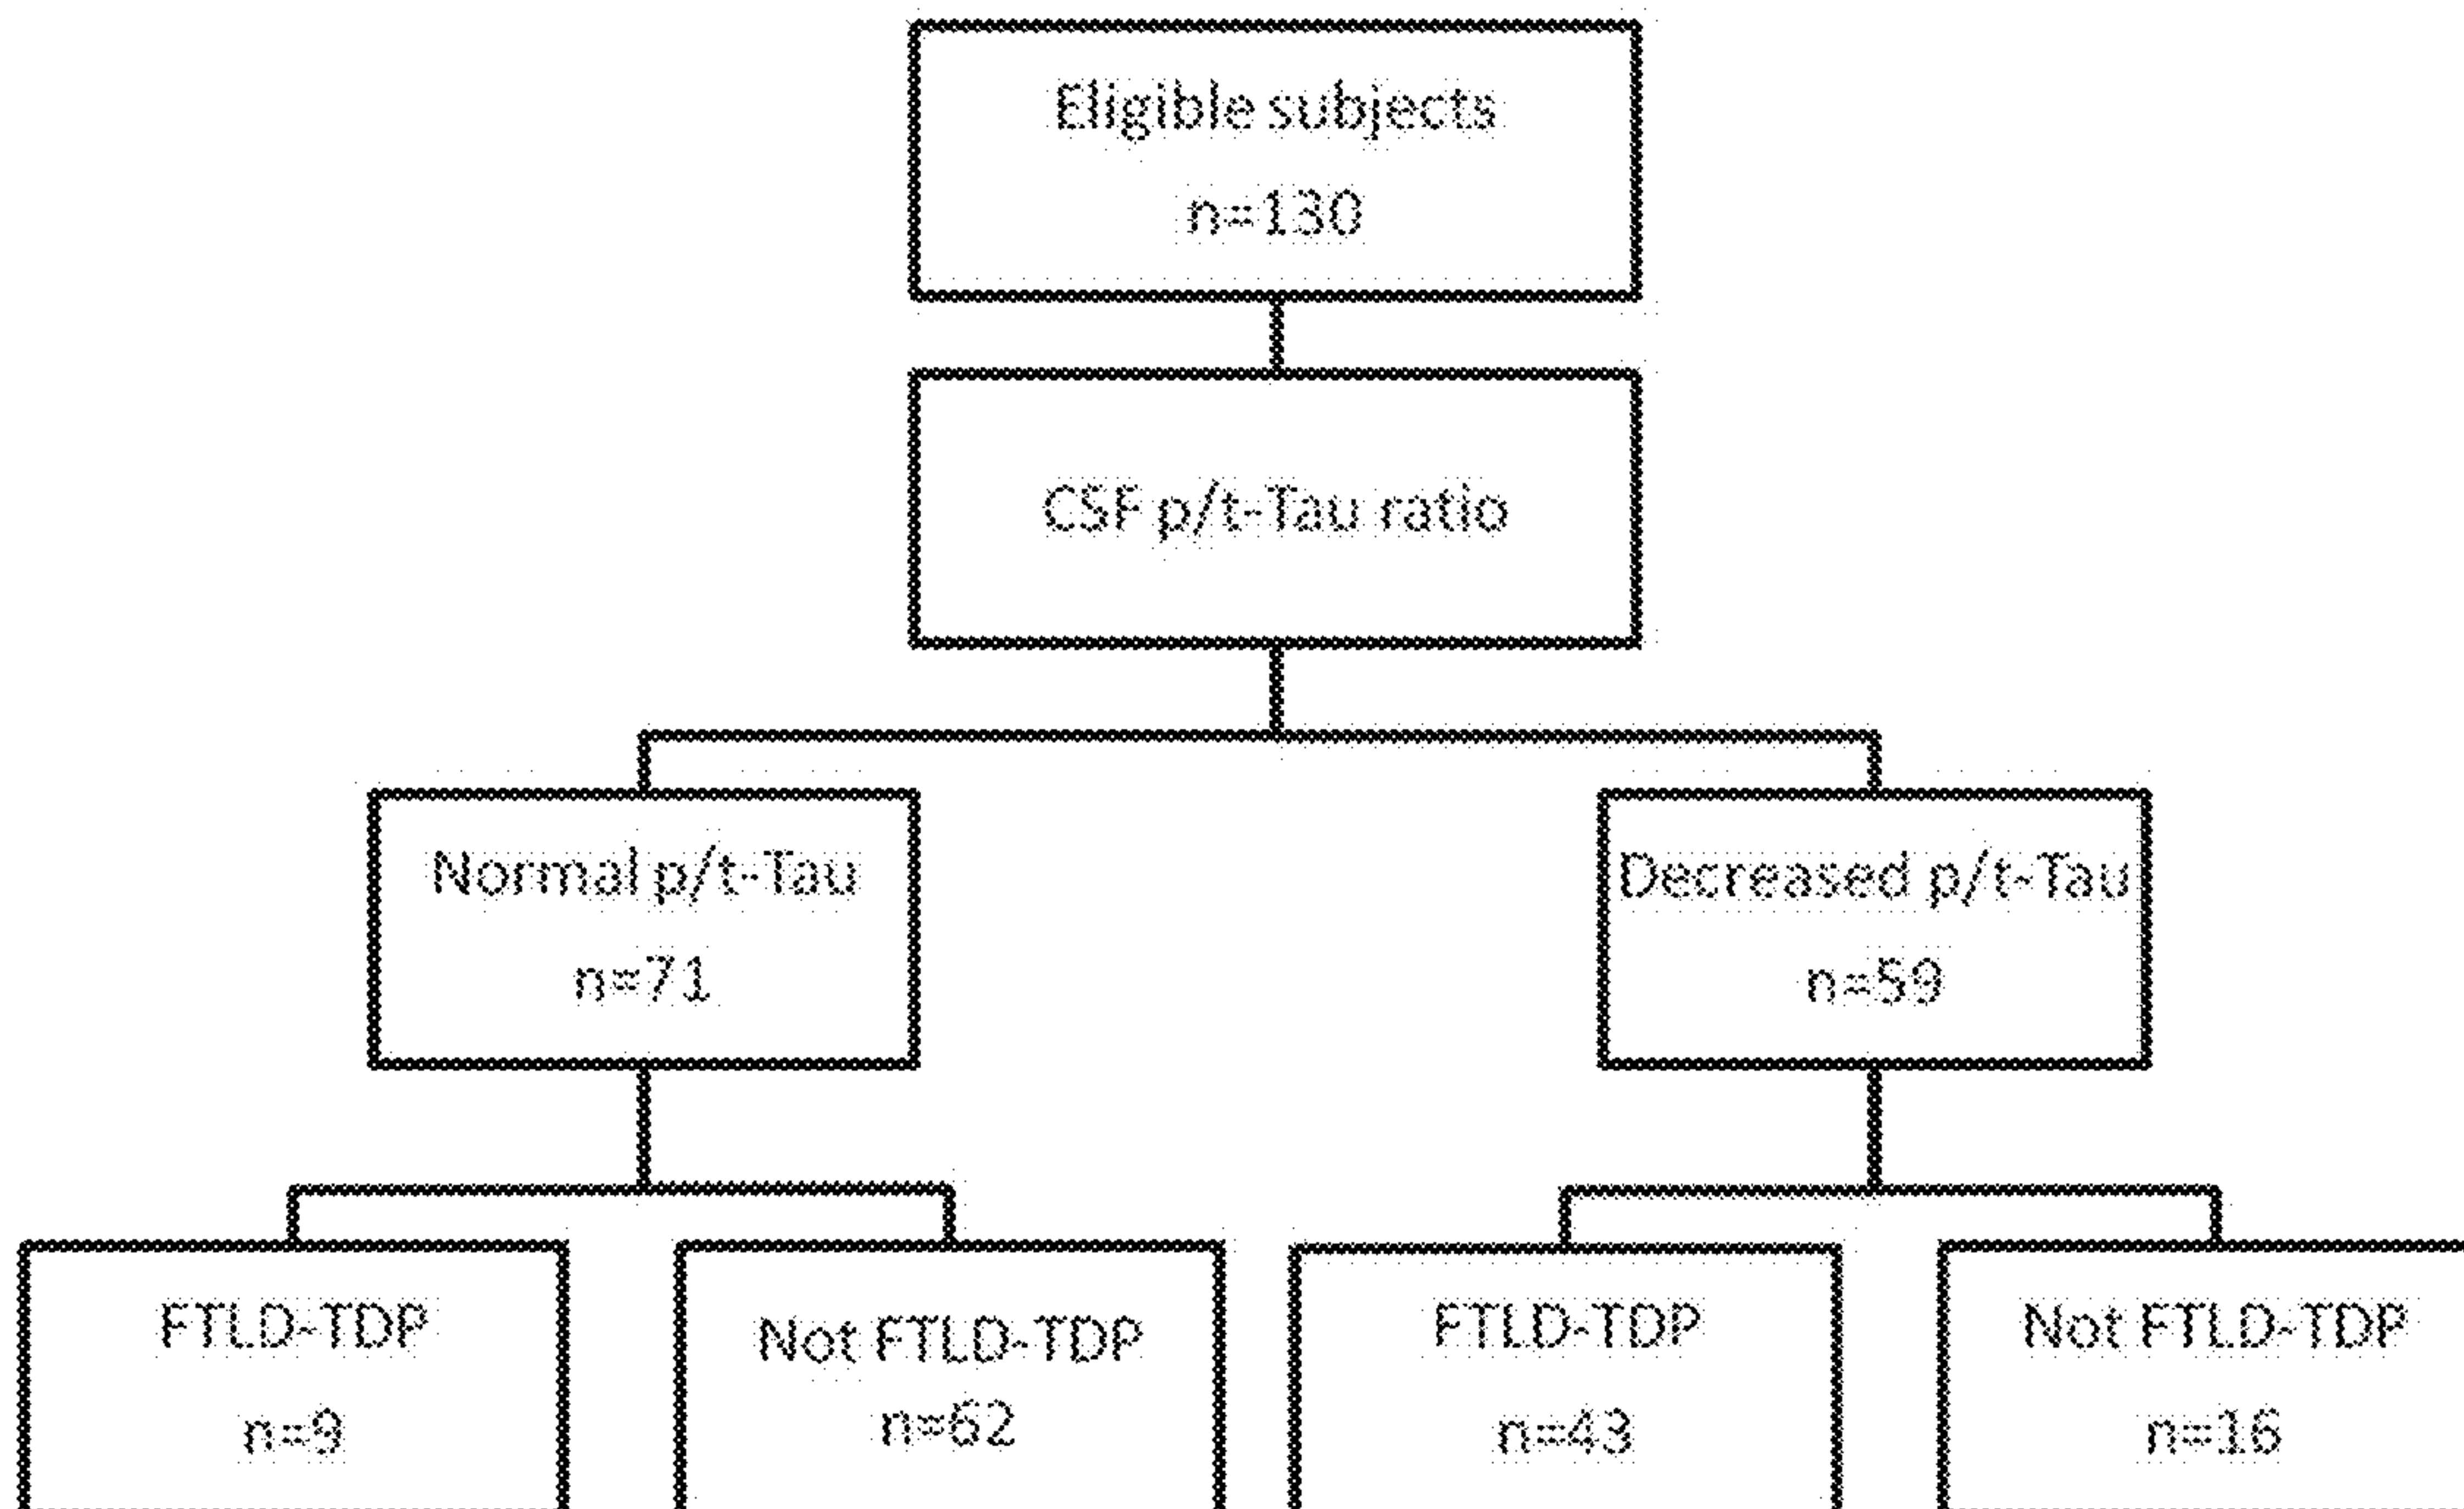 Eligible subjects
n=130
CSF p/t-Tau ratio
Normal p/t-Tau
n=71
Decreased p/t-Tau
n=59
FTLD-TDP
n=9
Not FTLD-TDP
n=62
FTLD-TDP
n=43
Not FTLD-TDP
n=16